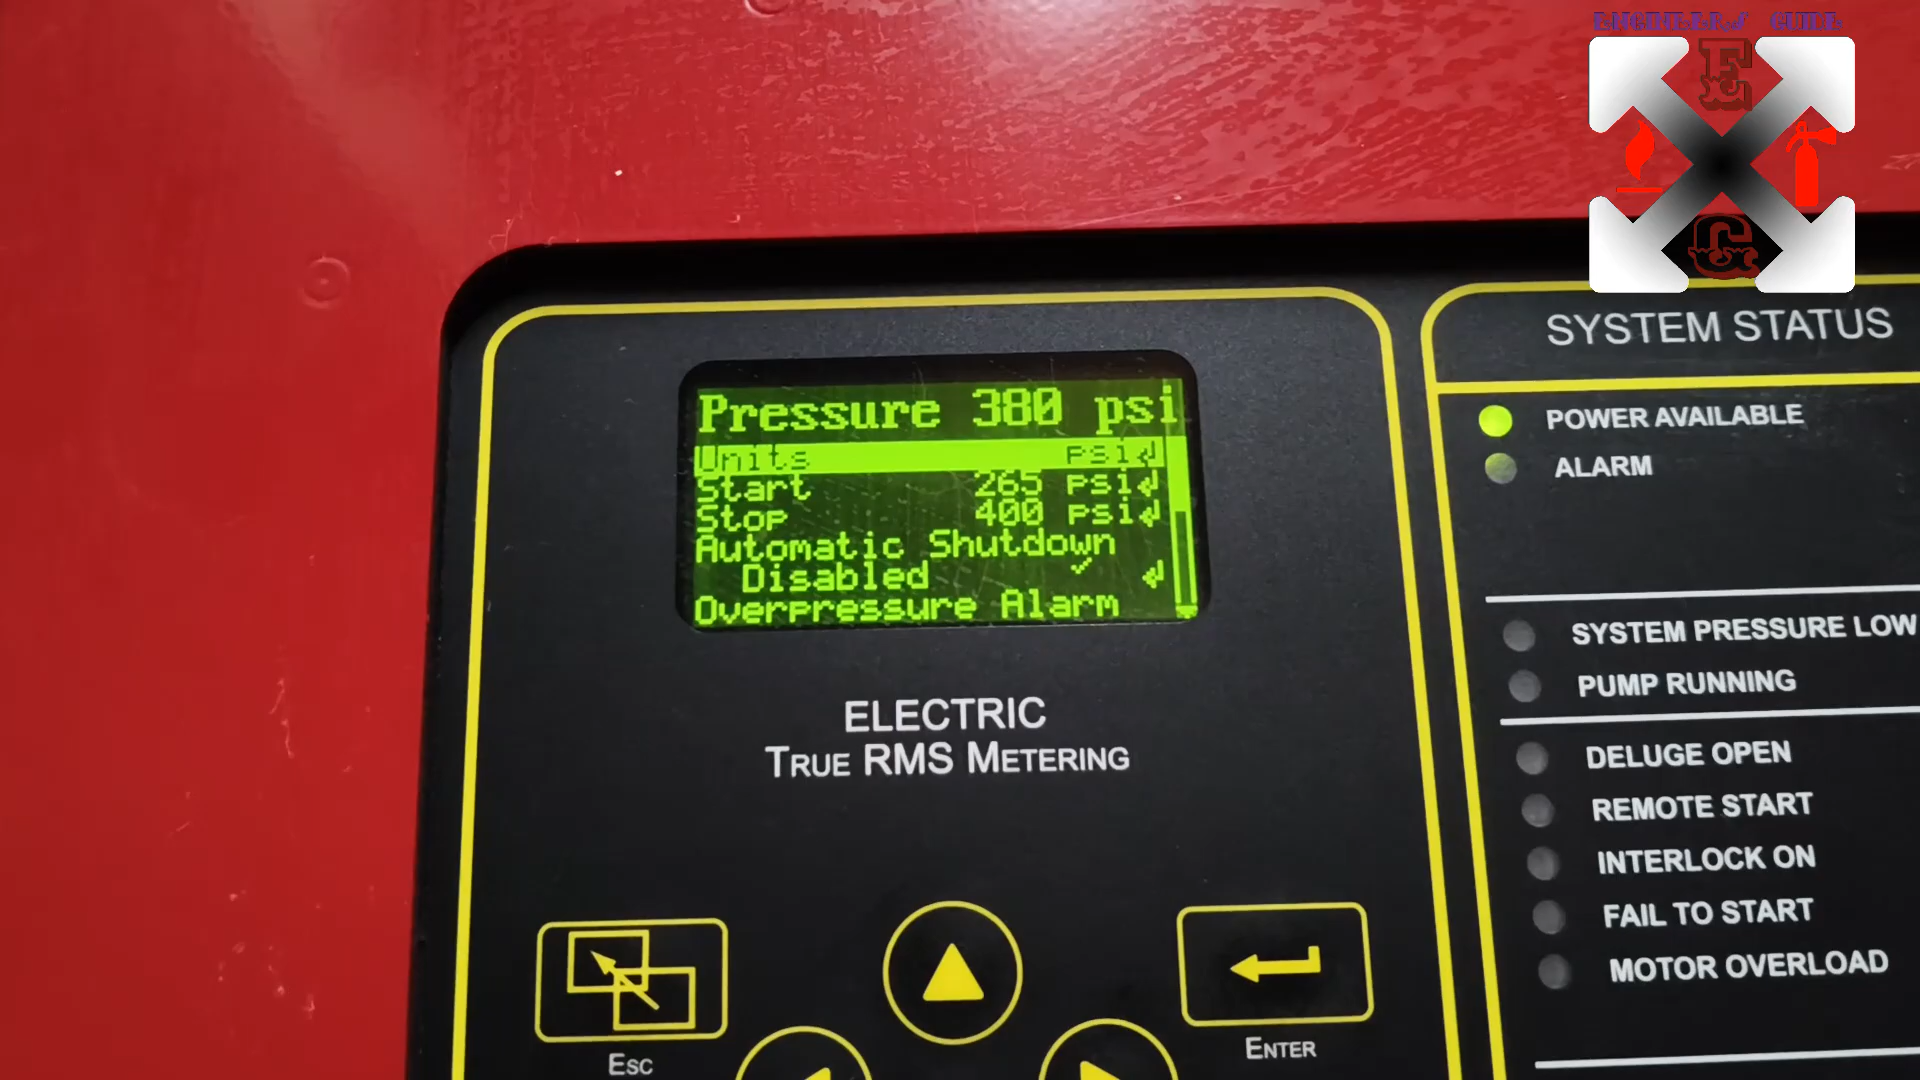 ENGINEERS GUIDE
E
G
Pressure 380 psi
Units psi
Start 265 psi
Stop 400 psi
Automatic Shutdown
Disabled
Overpressure Alarm
ELECTRIC
TRUE RMS METERING
ESC
ENTER
SYSTEM STATUS
POWER AVAILABLE
ALARM
SYSTEM PRESSURE LOW
PUMP RUNNING
DELUGE OPEN
REMOTE START
INTERLOCK ON
FAIL TO START
MOTOR OVERLOAD